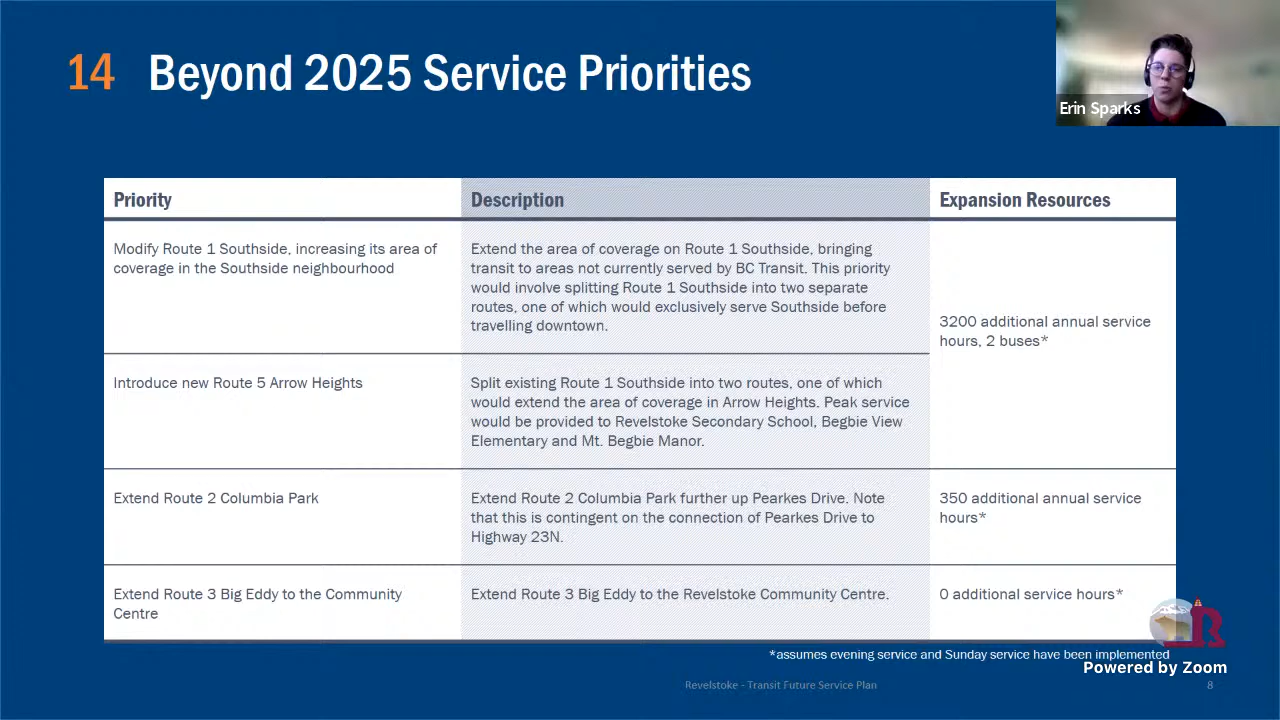 14 Beyond 2025 Service Priorities
Erin Sparks
Priority
Description
Expansion Resources
Modify Route 1 Southside, increasing its area of
coverage in the Southside neighbourhood
Extend the area of coverage on Route 1 Southside, bringing
transit to areas not currently served by BC Transit. This priority
would involve splitting Route 1 Southside into two separate
routes, one of which would exclusively serve Southside before
travelling downtown.
3200 additional annual service
hours, 2 buses*
Introduce new Route 5 Arrow Heights
Split existing Route 1 Southside into two routes, one of which
would extend the area of coverage in Arrow Heights. Peak service
would be provided to Revelstoke Secondary School, Begbie View
Elementary and Mt. Begbie Manor.
Extend Route 2 Columbia Park
Extend Route 2 Columbia Park further up Pearkes Drive. Note
that this is contingent on the connection of Pearkes Drive to
Highway 23N.
350 additional annual service
hours*
Extend Route 3 Big Eddy to the Community
Centre
Extend Route 3 Big Eddy to the Revelstoke Community Centre.
0 additional service hours*
*assumes evening service and Sunday service have been implemented
Powered by Zoom
Revelstoke - Transit Future Service Plan
8